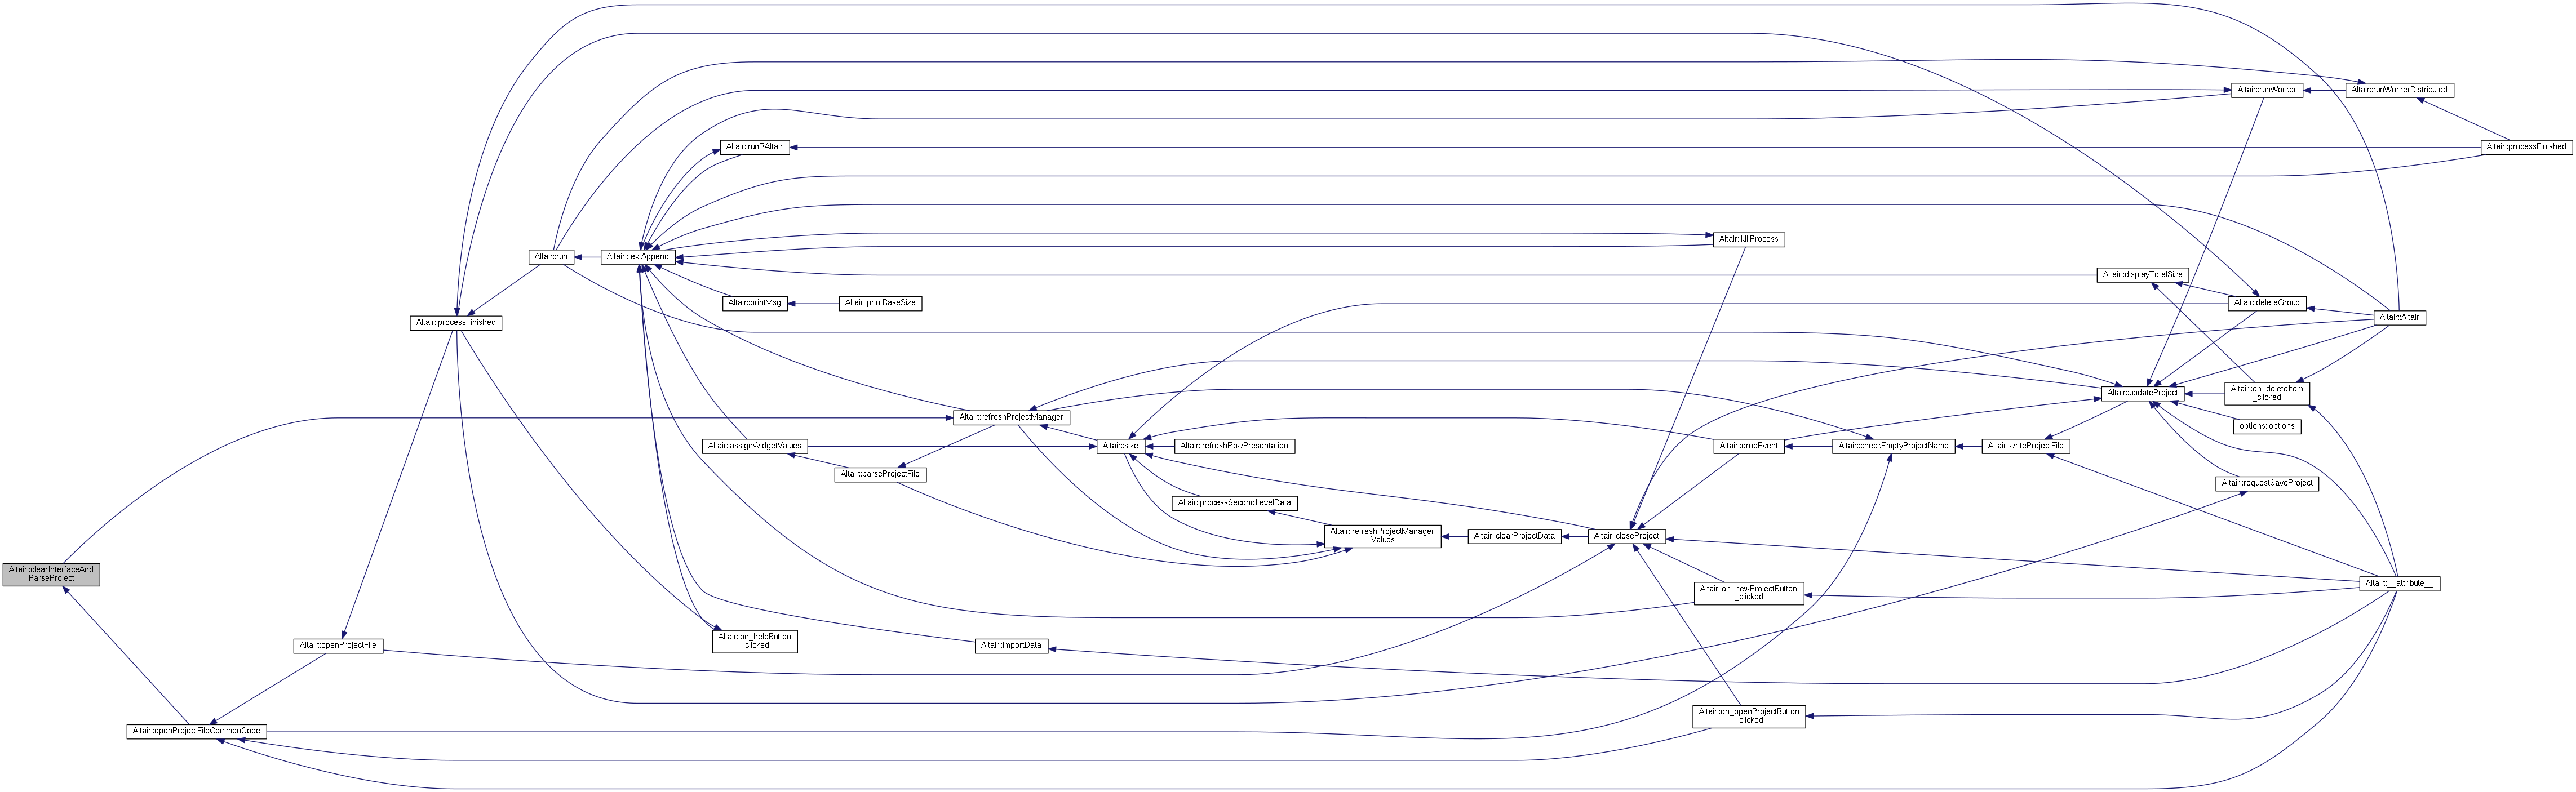 Altair::runWorker
Altair::runWorkerDistributed
Altair::runRAltair
Altair::processFinished
Altair::killProcess
Altair::run
Altair::textAppend
Altair::displayTotalSize
Altair::printMsg
Altair::printBaseSize
Altair::deleteGroup
Altair::processFinished
Altair::Altair
Altair::updateProject
Altair::on_deleteItem
_clicked
Altair::refreshProjectManager
options::options
Altair::assignWidgetValues
Altair::size
Altair::refreshRowPresentation
Altair::dropEvent
Altair::checkEmptyProjectName
Altair::writeProjectFile
Altair::parseProjectFile
Altair::requestSaveProject
Altair::processSecondLevelData
Altair::refreshProjectManager
Values
Altair::clearProjectData
Altair::closeProject
Altair::clearInterfaceAnd
ParseProject
Altair::__attribute__
Altair::on_newProjectButton
_clicked
Altair::on_helpButton
_clicked
Altair::openProjectFile
Altair::importData
Altair::on_openProjectButton
_clicked
Altair::openProjectFileCommonCode